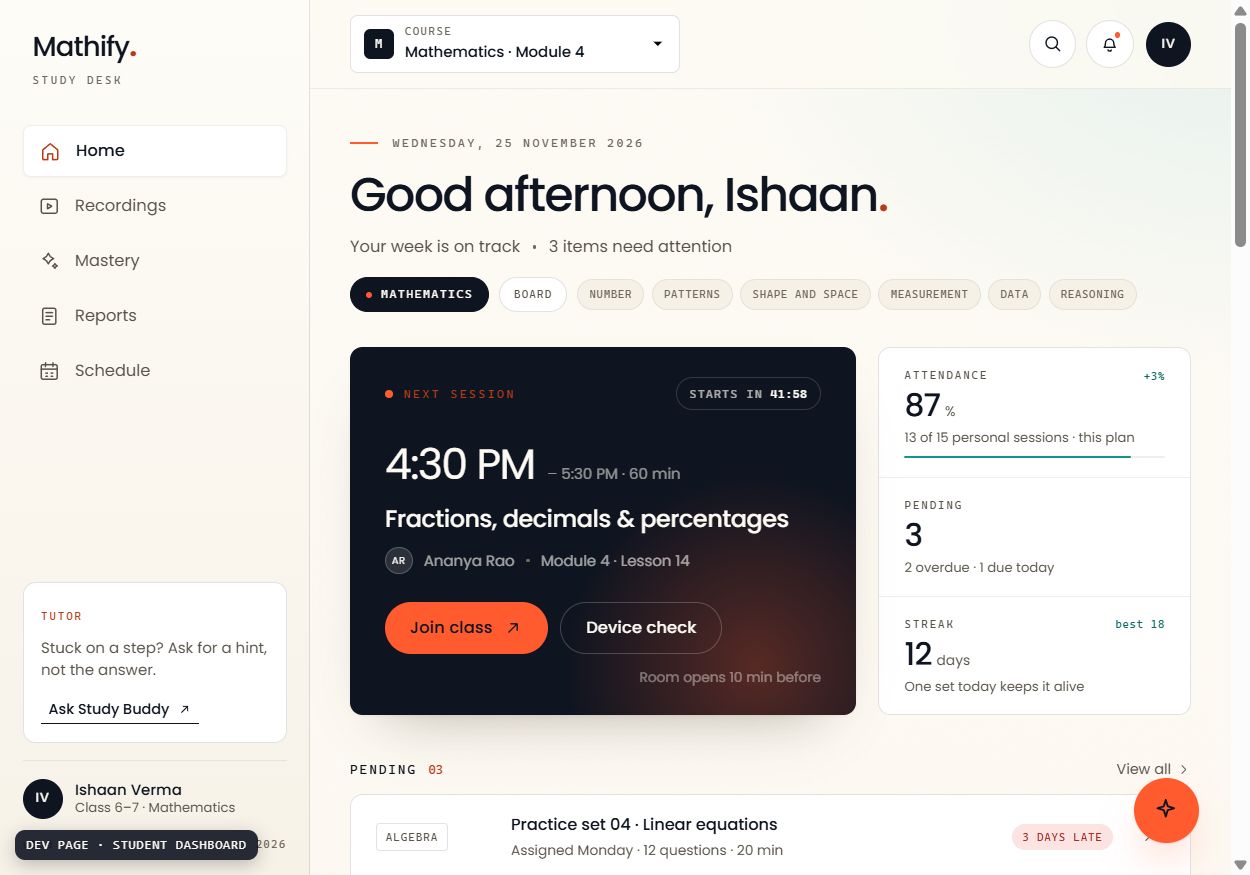 Mathify.
STUDY DESK
Home
Recordings
Mastery
Reports
Schedule
TUTOR
Stuck on a step? Ask for a hint,
not the answer.
Ask Study Buddy
IV
Ishaan Verma
Class 6–7 · Mathematics
DEV PAGE · STUDENT DASHBOARD
2026
M
COURSE
Mathematics · Module 4
IV
WEDNESDAY, 25 NOVEMBER 2026
Good afternoon, Ishaan.
Your week is on track • 3 items need attention
MATHEMATICS BOARD NUMBER PATTERNS SHAPE AND SPACE MEASUREMENT DATA REASONING
NEXT SESSION
STARTS IN 41:58
4:30 PM – 5:30 PM · 60 min
Fractions, decimals & percentages
AR Ananya Rao • Module 4 · Lesson 14
Join class
Device check
Room opens 10 min before
ATTENDANCE +3%
87 %
13 of 15 personal sessions · this plan
PENDING
3
2 overdue · 1 due today
STREAK best 18
12 days
One set today keeps it alive
PENDING 03
View all
ALGEBRA
Practice set 04 · Linear equations
Assigned Monday · 12 questions · 20 min
3 DAYS LATE